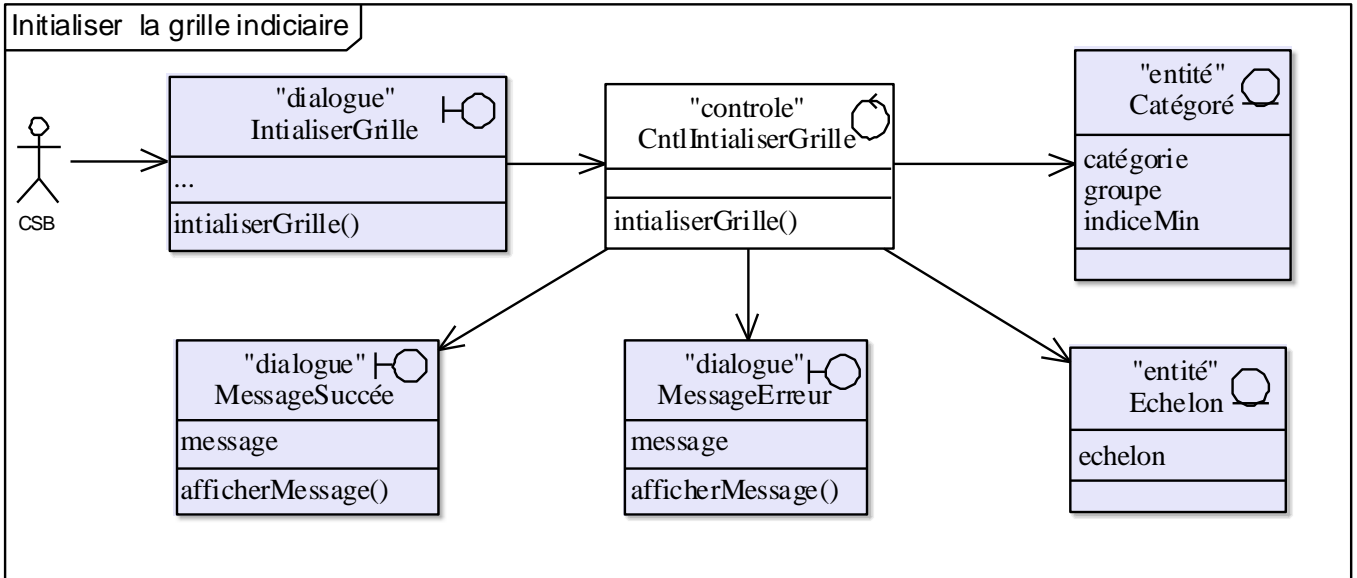 Initialiser la grille indiciaire
CSB
"dialogue"
IntialiserGrille
...
intialiserGrille()
"controle"
CntlIntialiserGrille
intialiserGrille()
"entité"
Catégoré
catégorie
groupe
indiceMin
"dialogue"
MessageSuccée
message
afficherMessage()
"dialogue"
MessageErreur
message
afficherMessage()
"entité"
Echelon
echelon